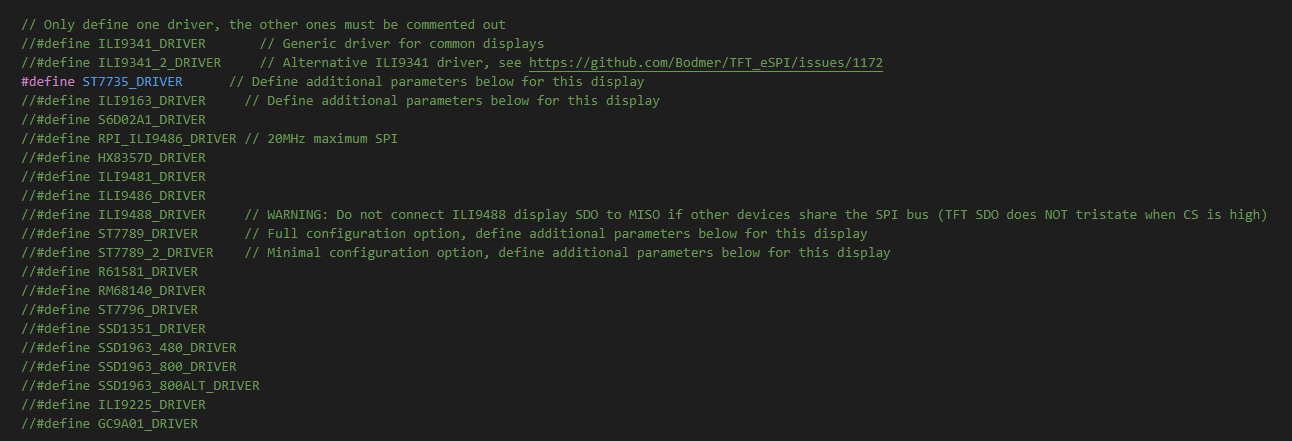 // Only define one driver, the other ones must be commented out
//#define ILI9341_DRIVER       // Generic driver for common displays
//#define ILI9341_2_DRIVER     // Alternative ILI9341 driver, see https://github.com/Bodmer/TFT_eSPI/issues/1172
#define ST7735_DRIVER      // Define additional parameters below for this display
//#define ILI9163_DRIVER     // Define additional parameters below for this display
//#define S6D02A1_DRIVER
//#define RPI_ILI9486_DRIVER // 20MHz maximum SPI
//#define HX8357D_DRIVER
//#define ILI9481_DRIVER
//#define ILI9486_DRIVER
//#define ILI9488_DRIVER     // WARNING: Do not connect ILI9488 display SDO to MISO if other devices share the SPI bus (TFT SDO does NOT tristate when CS is high)
//#define ST7789_DRIVER      // Full configuration option, define additional parameters below for this display
//#define ST7789_2_DRIVER    // Minimal configuration option, define additional parameters below for this display
//#define R61581_DRIVER
//#define RM68140_DRIVER
//#define ST7796_DRIVER
//#define SSD1351_DRIVER
//#define SSD1963_480_DRIVER
//#define SSD1963_800_DRIVER
//#define SSD1963_800ALT_DRIVER
//#define ILI9225_DRIVER
//#define GC9A01_DRIVER